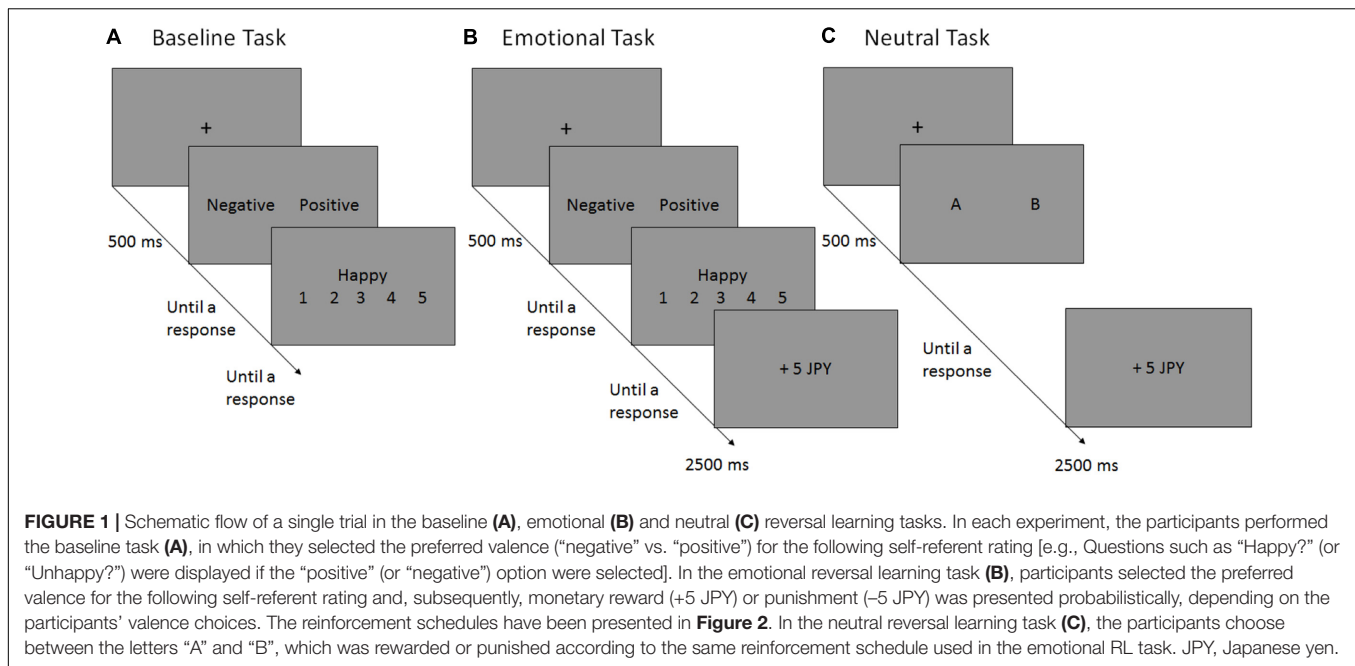 A Baseline Task
+
Negative Positive
500 ms
Happy
1 2 3 4 5
Until a
response
Until a
response
B Emotional Task
+
Negative Positive
500 ms
Happy
1 2 3 4 5
Until a
response
+ 5 JPY
Until a
response
2500 ms
C Neutral Task
+
A B
500 ms
Until a
response
+ 5 JPY
2500 ms
FIGURE 1 | Schematic flow of a single trial in the baseline (A), emotional (B) and neutral (C) reversal learning tasks. In each experiment, the participants performed
the baseline task (A), in which they selected the preferred valence (“negative” vs. “positive”) for the following self-referent rating [e.g., Questions such as “Happy?” (or
“Unhappy?”) were displayed if the “positive” (or “negative”) option were selected]. In the emotional reversal learning task (B), participants selected the preferred
valence for the following self-referent rating and, subsequently, monetary reward (+5 JPY) or punishment (–5 JPY) was presented probabilistically, depending on the
participants’ valence choices. The reinforcement schedules have been presented in Figure 2. In the neutral reversal learning task (C), the participants choose
between the letters “A” and “B”, which was rewarded or punished according to the same reinforcement schedule used in the emotional RL task. JPY, Japanese yen.